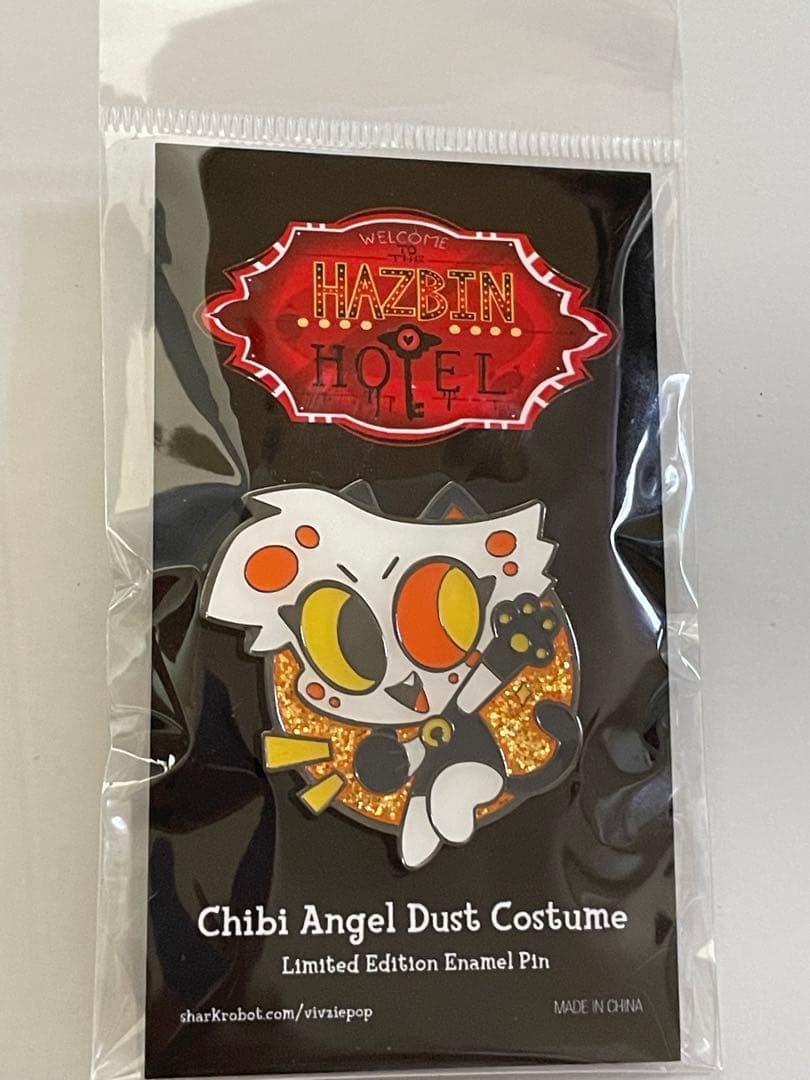 WELCOME
TO
THE
HAZBIN
HOTEL
Chibi Angel Dust Costume
Limited Edition Enamel Pin
sharkrobot.com/vivziepop
MADE IN CHINA